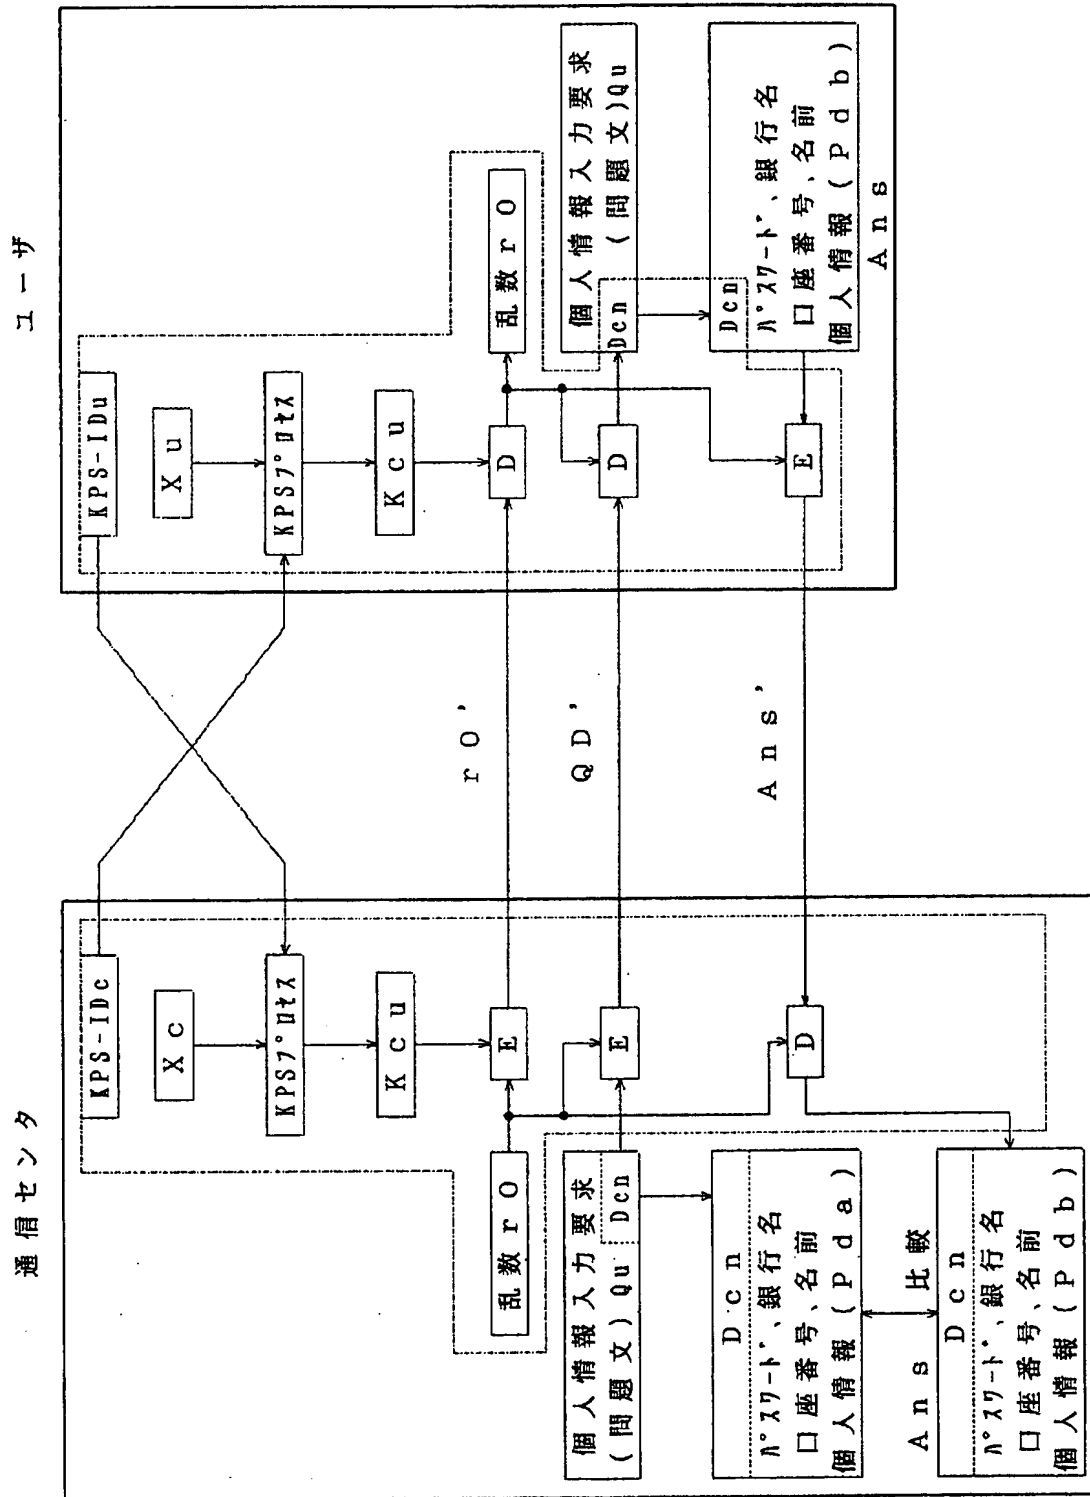 通信センタ
KPS-IDc
Xc
KPSプロセス
Kcu
乱数r0
E
個人情報入力要求
(問題文)Qu
Dcn
E
D
Dcn
パスワード、銀行名
口座番号、名前
個人情報(Pda)
Ans
比較
Dcn
パスワード、銀行名
口座番号、名前
個人情報(Pdb)
r0'
QD'
Ans'
ユーザ
KPS-IDu
Xu
KPSプロセス
Kcu
D
乱数r0
D
Dcn
個人情報入力要求
(問題文)Qu
E
Dcn
パスワード、銀行名
口座番号、名前
個人情報(Pdb)
Ans